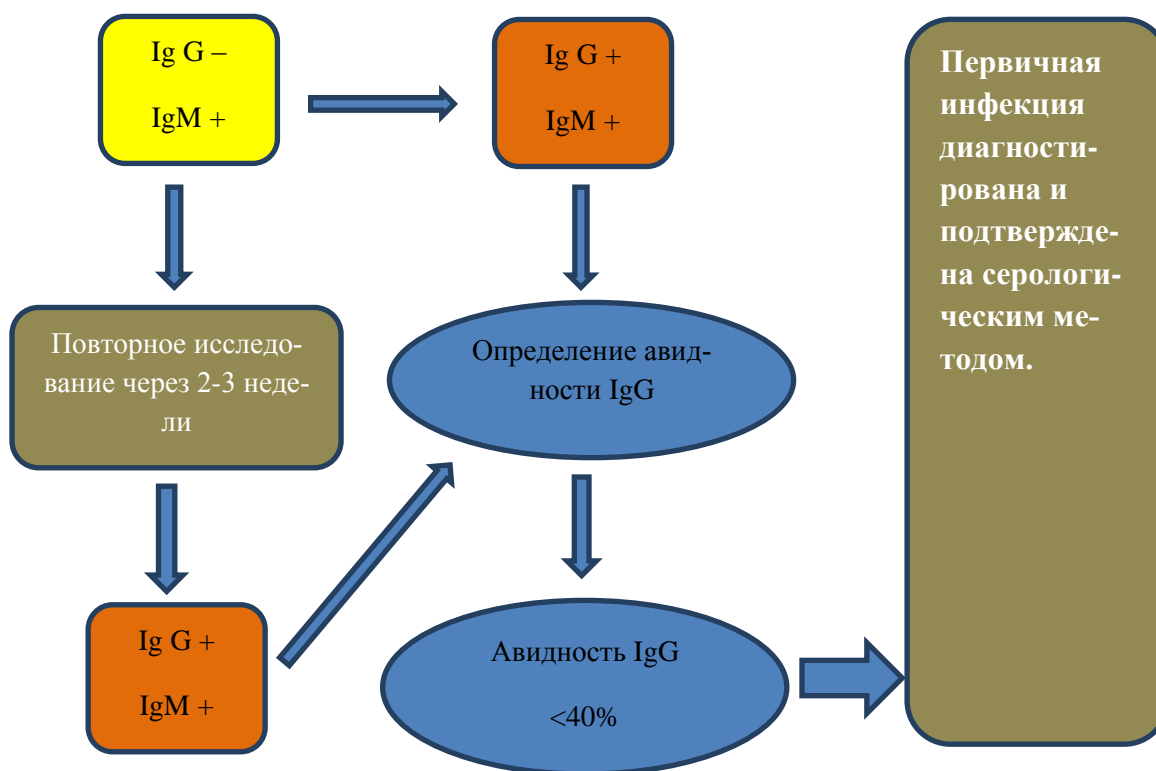 Ig G –
IgM +
Ig G +
IgM +
Первичная
инфекция
диагности-
рована и
подтвержде-
на серологи-
ческим ме-
тодом.
Повторное исследо-
вание через 2-3 неде-
ли
Определение авид-
ности IgG
Ig G +
IgM +
Авидность IgG
<40%